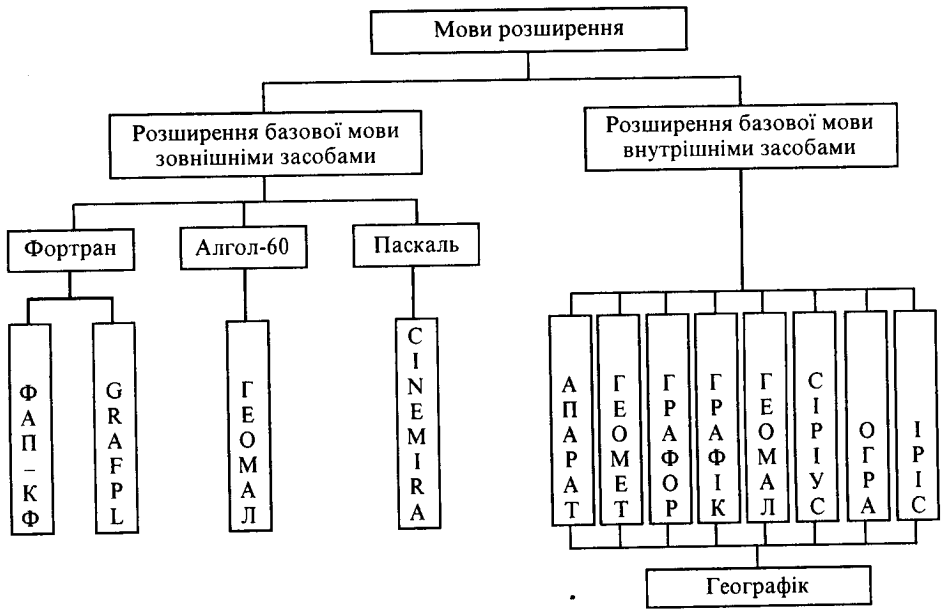 Мови розширення
Розширення базової мови
зовнішніми засобами
Розширення базової мови
внутрішніми засобами
Фортран
Алгол-60
Паскаль
ФАП–КФ
GRAFPL
ГЕОМАЛ
CINEMIRA
АПАРАТ
ГЕОМЕТ
ГРАФОР
ГРАФІК
ГЕОМАЛ
СІРІУС
ОГРА
ІРІС
Географік